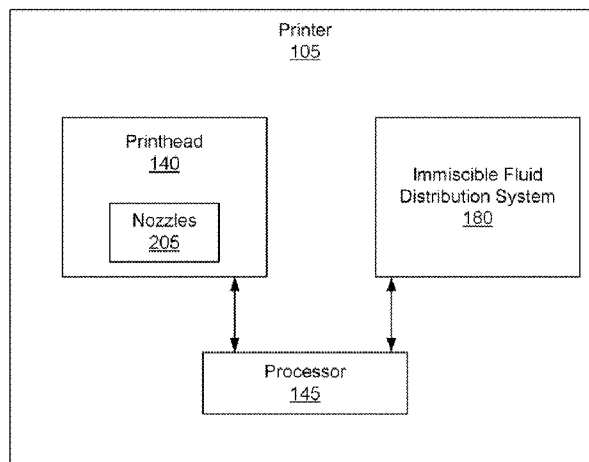 Printer
105
Printhead
140
Nozzles
205
Immiscible Fluid
Distribution System
180
Processor
145